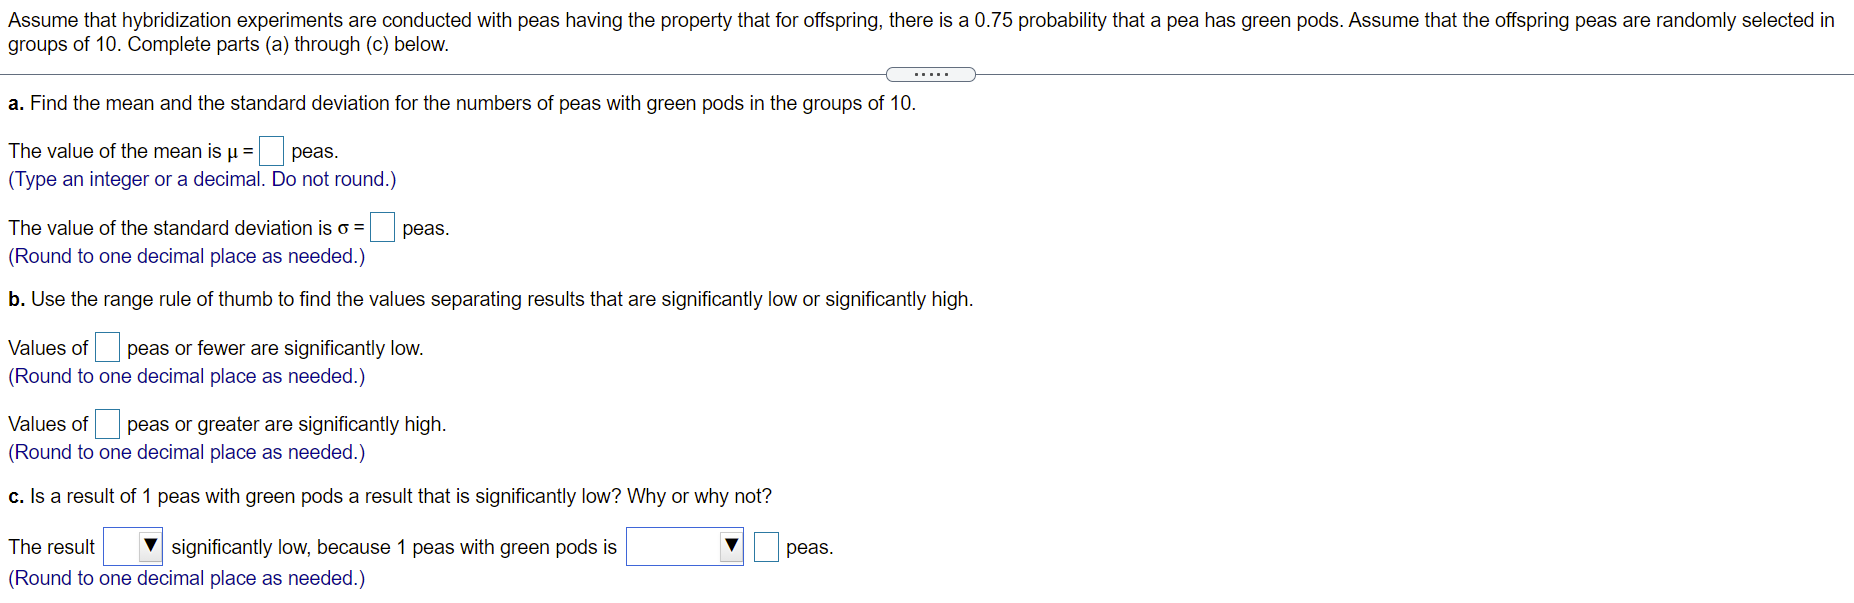 Assume that hybridization experiments are conducted with peas having the property that for offspring, there is a 0.75 probability that a pea has green pods. Assume that the offspring peas are randomly selected in
groups of 10. Complete parts (a) through (c) below.
a. Find the mean and the standard deviation for the numbers of peas with green pods in the groups of 10.
The value of the mean is μ = peas.
(Type an integer or a decimal. Do not round.)
The value of the standard deviation is σ = peas.
(Round to one decimal place as needed.)
b. Use the range rule of thumb to find the values separating results that are significantly low or significantly high.
Values of peas or fewer are significantly low.
(Round to one decimal place as needed.)
Values of peas or greater are significantly high.
(Round to one decimal place as needed.)
c. Is a result of 1 peas with green pods a result that is significantly low? Why or why not?
The result significantly low, because 1 peas with green pods is peas.
(Round to one decimal place as needed.)